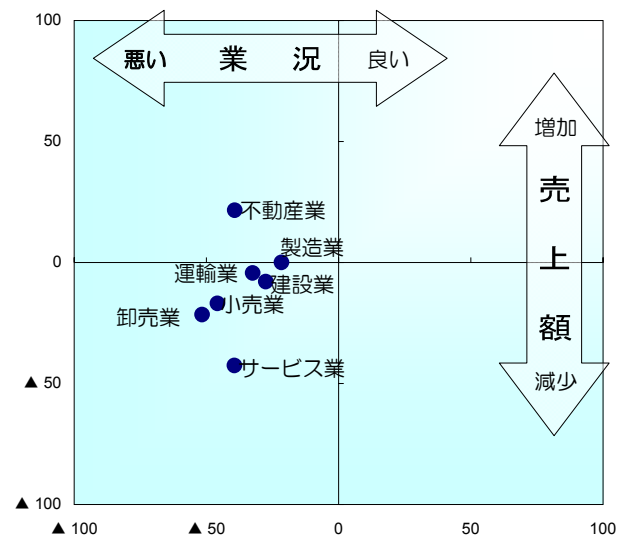 100
50
0
▲ 50
▲ 100
▲ 100
▲ 50
0
50
100
悪い 業 況 良い
増加
売
上
額
減少
不動産業
製造業
運輸業
建設業
小売業
卸売業
サービス業